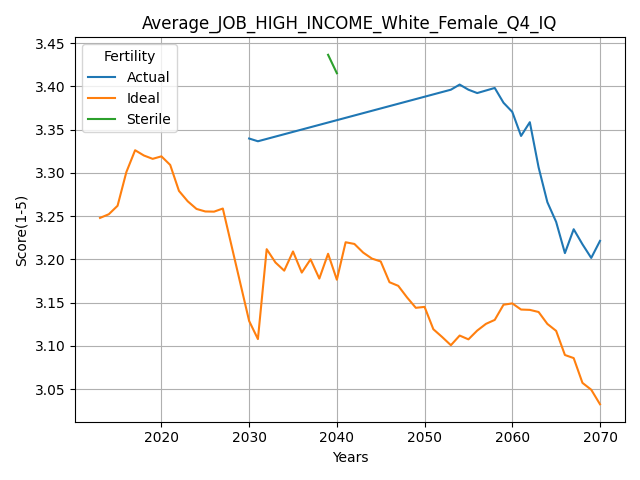 Average_JOB_HIGH_INCOME_White_Female_Q4_IQ
Fertility
Actual
Ideal
Sterile
Score(1-5)
3.45
3.40
3.35
3.30
3.25
3.20
3.15
3.10
3.05
2020 2030 2040 2050 2060 2070
Years